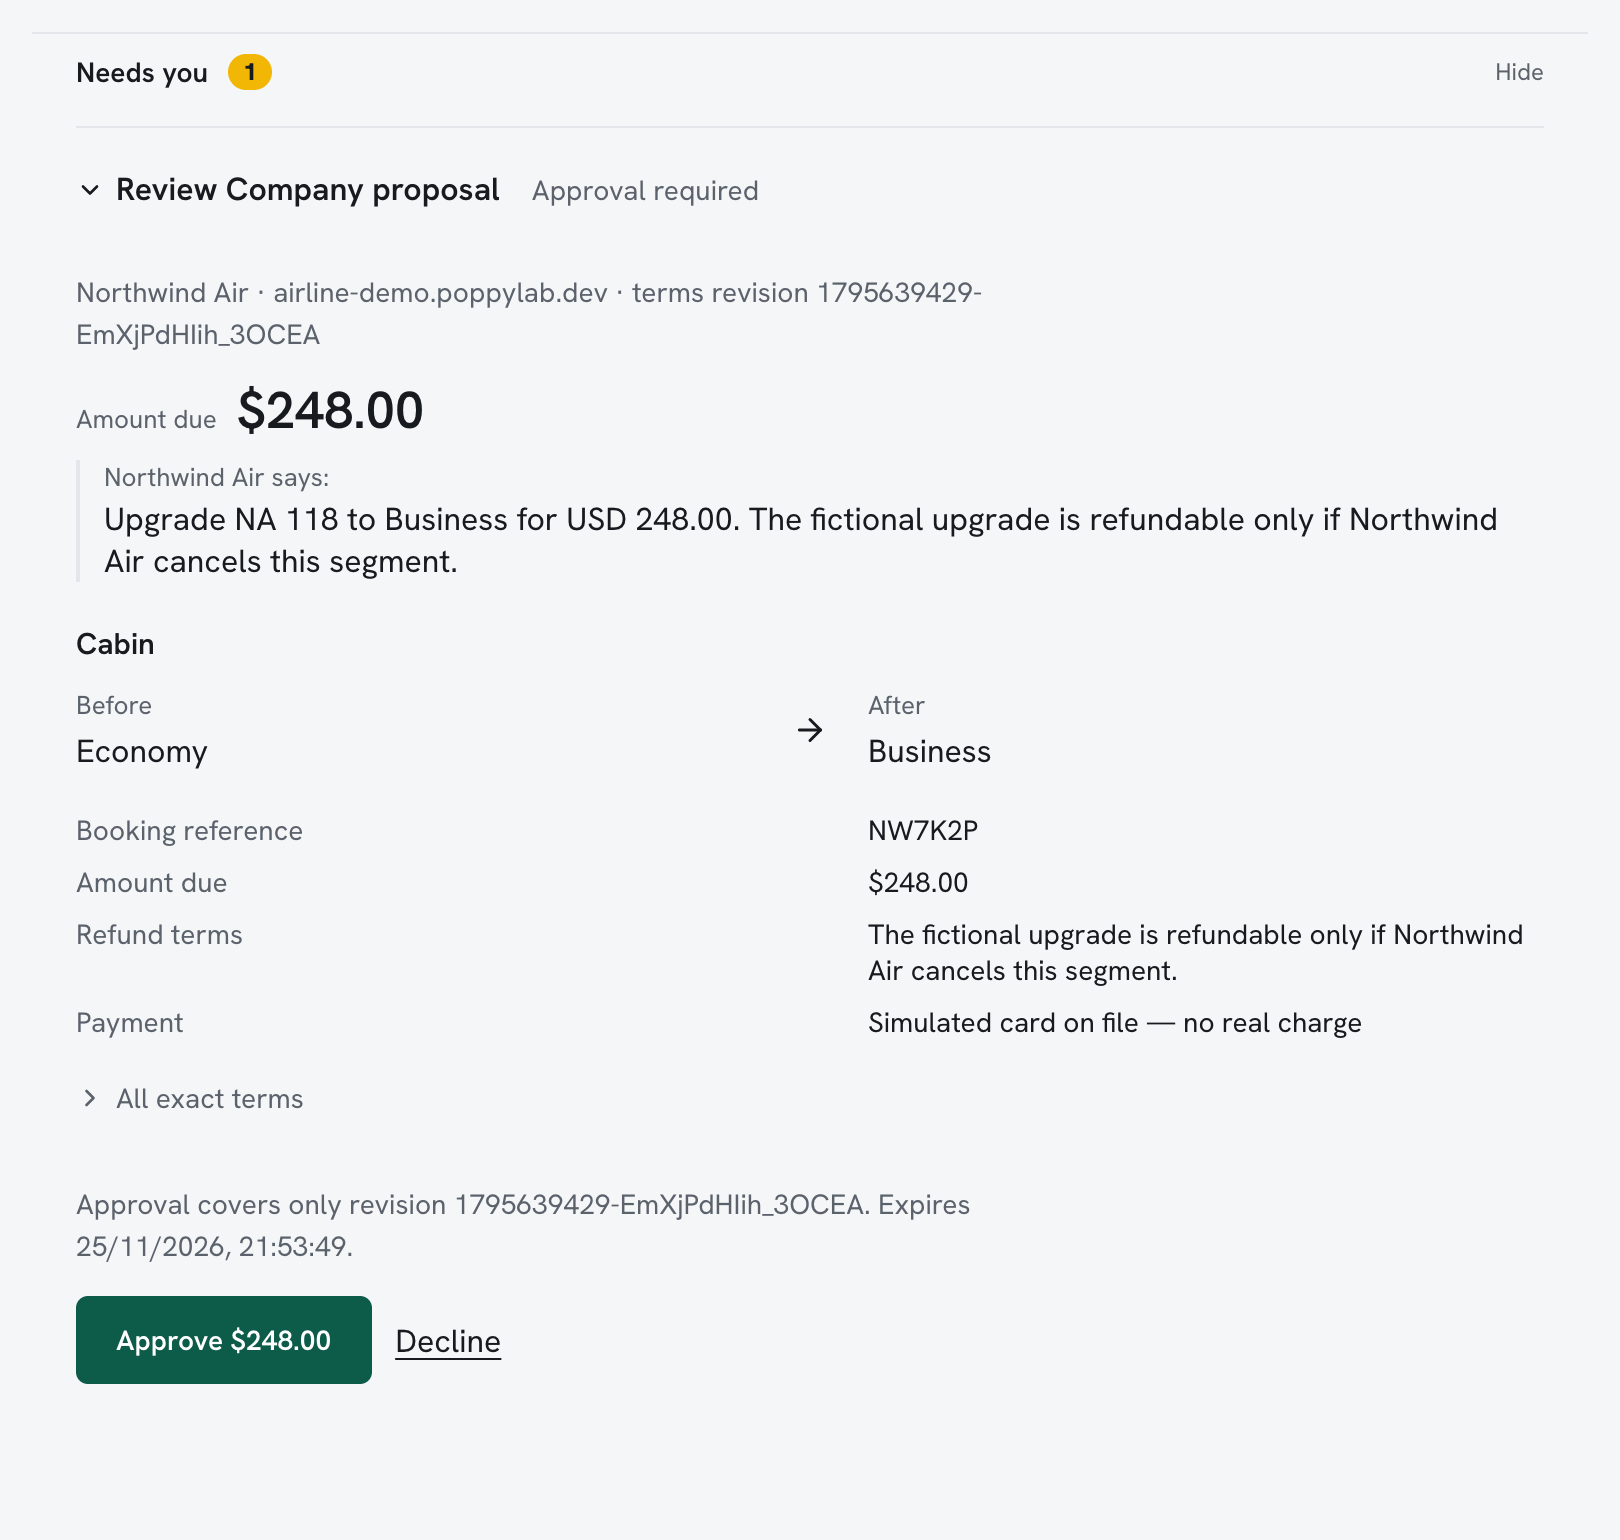 Needs you 1 Hide
Review Company proposal Approval required
Northwind Air · airline-demo.poppylab.dev · terms revision 1795639429-
EmXjPdHIih_3OCEA
Amount due $248.00
Northwind Air says:
Upgrade NA 118 to Business for USD 248.00. The fictional upgrade is refundable only if Northwind
Air cancels this segment.
Cabin
Before → After
Economy Business
Booking reference NW7K2P
Amount due $248.00
Refund terms The fictional upgrade is refundable only if Northwind
Air cancels this segment.
Payment Simulated card on file — no real charge
All exact terms
Approval covers only revision 1795639429-EmXjPdHIih_3OCEA. Expires
25/11/2026, 21:53:49.
Approve $248.00 Decline